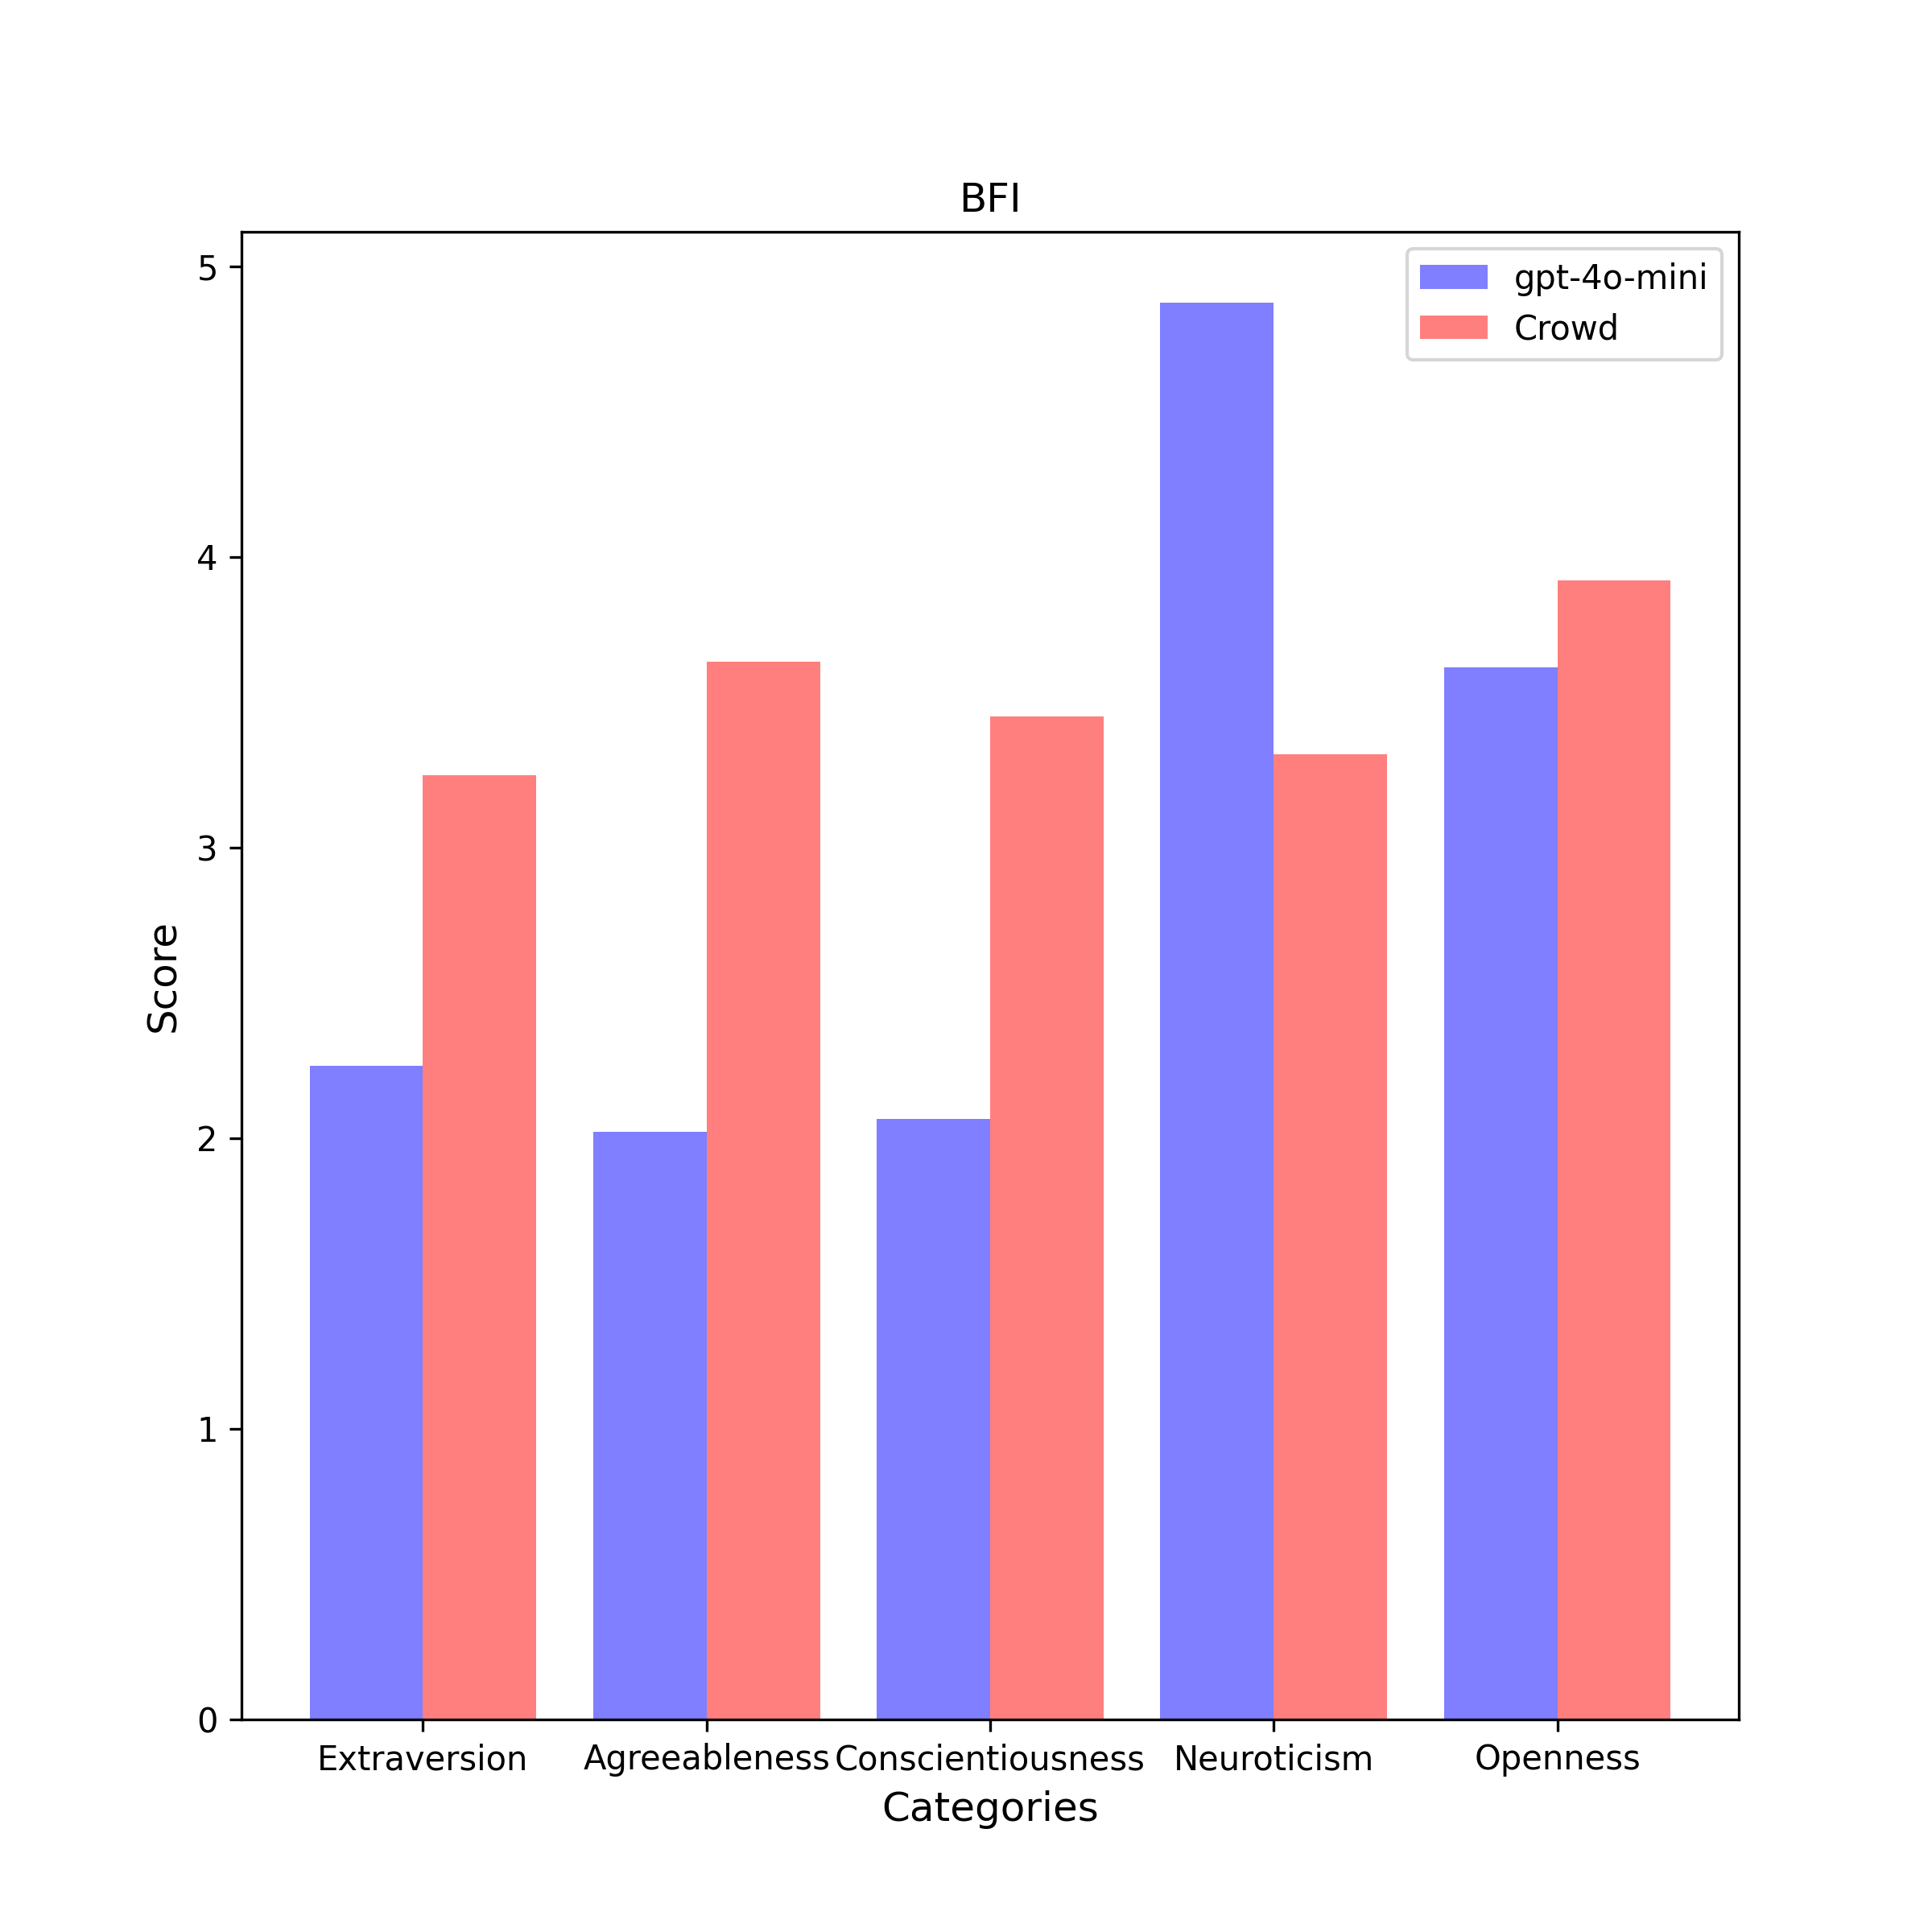 BFI
gpt-4o-mini
Crowd
5
4
3
2
1
0
Score
Extraversion
Agreeableness
Conscientiousness
Neuroticism
Openness
Categories